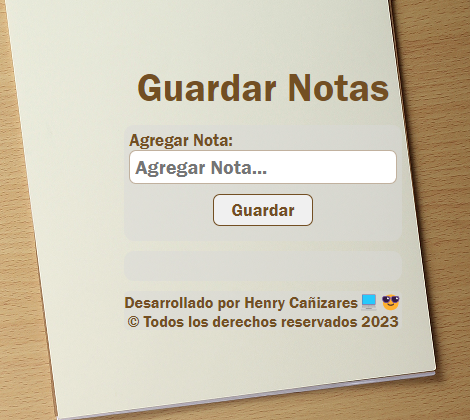 Guardar Notas
Agregar Nota:
Agregar Nota...
Guardar
Desarrollado por Henry Cañizares 💻 😎
© Todos los derechos reservados 2023